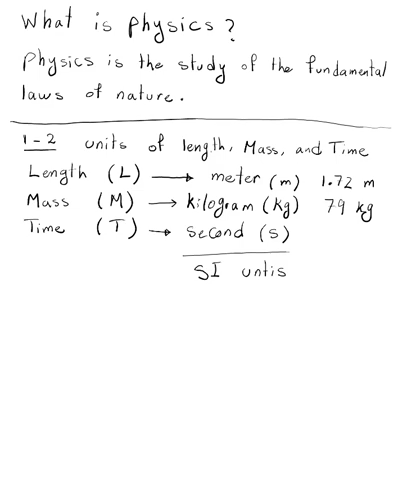 What is physics?
Physics is the study of the fundamental
laws of nature.
1-2 units of length, Mass, and Time
Length (L) → meter (m) 1.72 m
Mass (M) → kilogram (kg) 79 kg
Time (T) → second (s)
SI untis